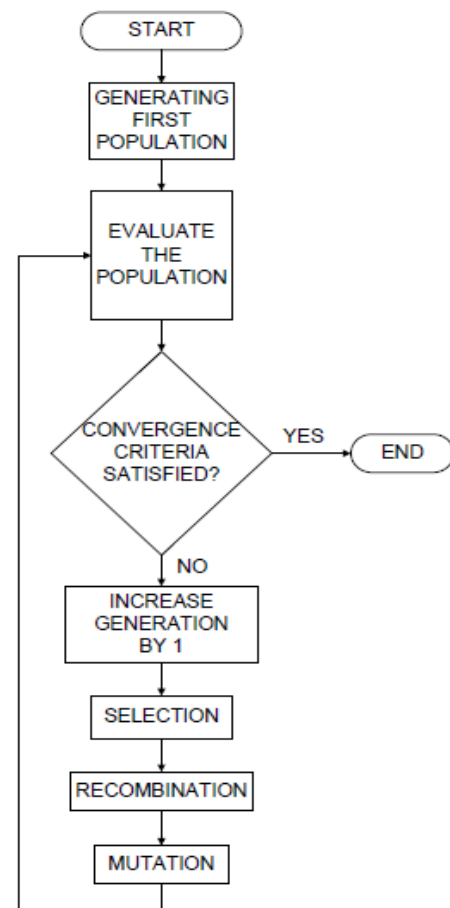 START
GENERATING
FIRST
POPULATION
EVALUATE
THE
POPULATION
CONVERGENCE
CRITERIA
SATISFIED?
YES
END
NO
INCREASE
GENERATION
BY 1
SELECTION
RECOMBINATION
MUTATION